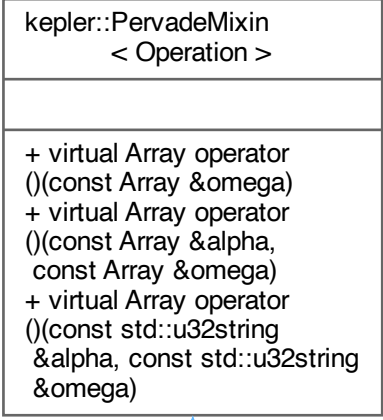 kepler::PervadeMixin
< Operation >
+ virtual Array operator
()(const Array &omega)
+ virtual Array operator
()(const Array &alpha,
const Array &omega)
+ virtual Array operator
()(const std::u32string
&alpha, const std::u32string
&omega)